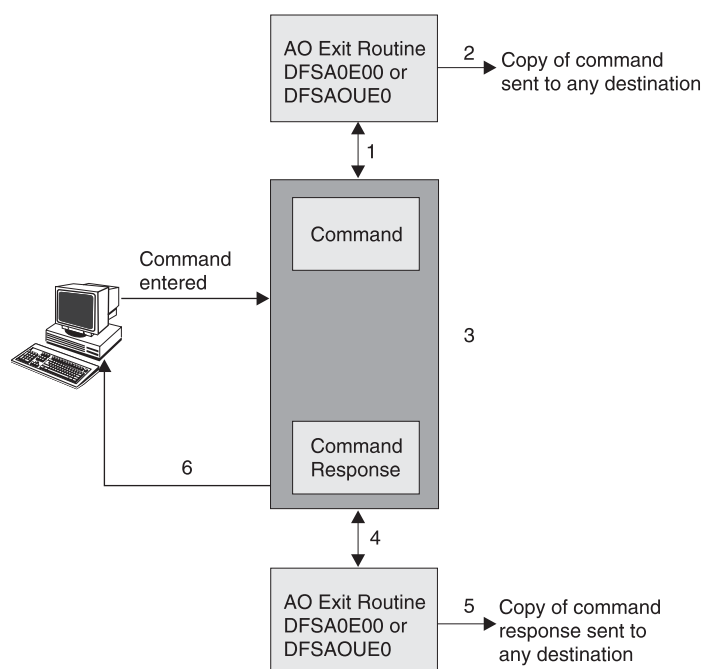 AO Exit Routine
DFSA0E00 or
DFSAOUE0
2
Copy of command
sent to any destination
1
Command
Command
entered
3
Command
Response
6
4
AO Exit Routine
DFSA0E00 or
DFSAOUE0
5
Copy of command
response sent to
any destination